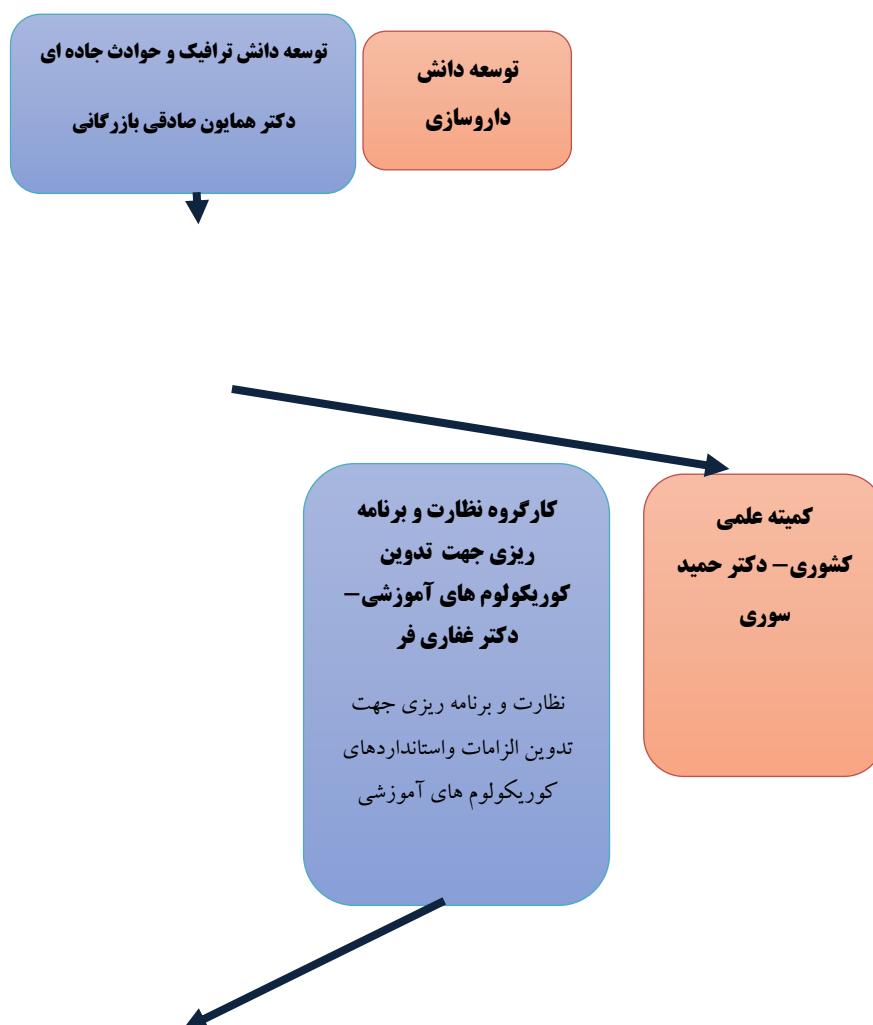 توسعه دانش
داروسازی
توسعه دانش ترافیک و حوادث جاده ای
دکتر همایون صادقی بازرگانی
کمیته علمی
کشوری– دکتر حمید
سوری
کارگروه نظارت و برنامه
ریزی جهت تدوین
کوریکولوم های آموزشی–
دکتر غفاری فر
نظارت و برنامه ریزی جهت
تدوین الزامات واستانداردهای
کوریکولوم های آموزشی